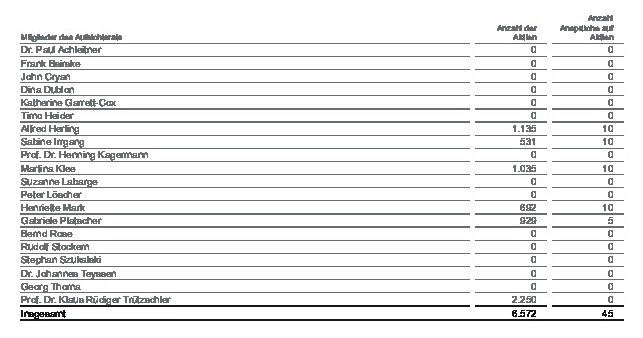 Anzahl
Anzahl der Ansprüche auf
Mitglieder des Aufsichtsrats Aktien Aktien
Dr. Paul Achleitner 0 0
Frank Bsirske 0 0
John Cryan 0 0
Dina Dublon 0 0
Katherine Garrett-Cox 0 0
Timo Heider 0 0
Alfred Herling 1.135 10
Sabine Irrgang 531 10
Prof. Dr. Henning Kagermann 0 0
Martina Klee 1.035 10
Suzanne Labarge 0 0
Peter Löscher 0 0
Henriette Mark 692 10
Gabriele Platscher 929 5
Bernd Rose 0 0
Rudolf Stockem 0 0
Stephan Szukalski 0 0
Dr. Johannes Teyssen 0 0
Georg Thoma 0 0
Prof. Dr. Klaus Rüdiger Trützschler 2.250 0
Insgesamt 6.572 45